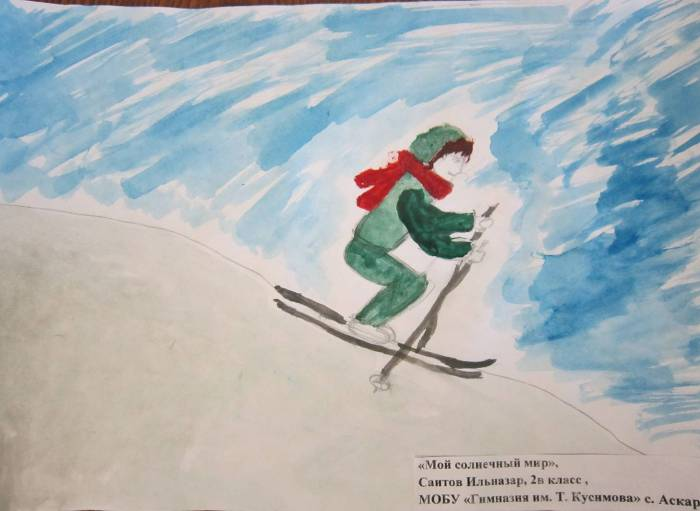 «Мой солнечный мир»,
Саитов Ильназар, 2в класс ,
МОБУ «Гимназия им. Т. Кусимова» с. Аскар